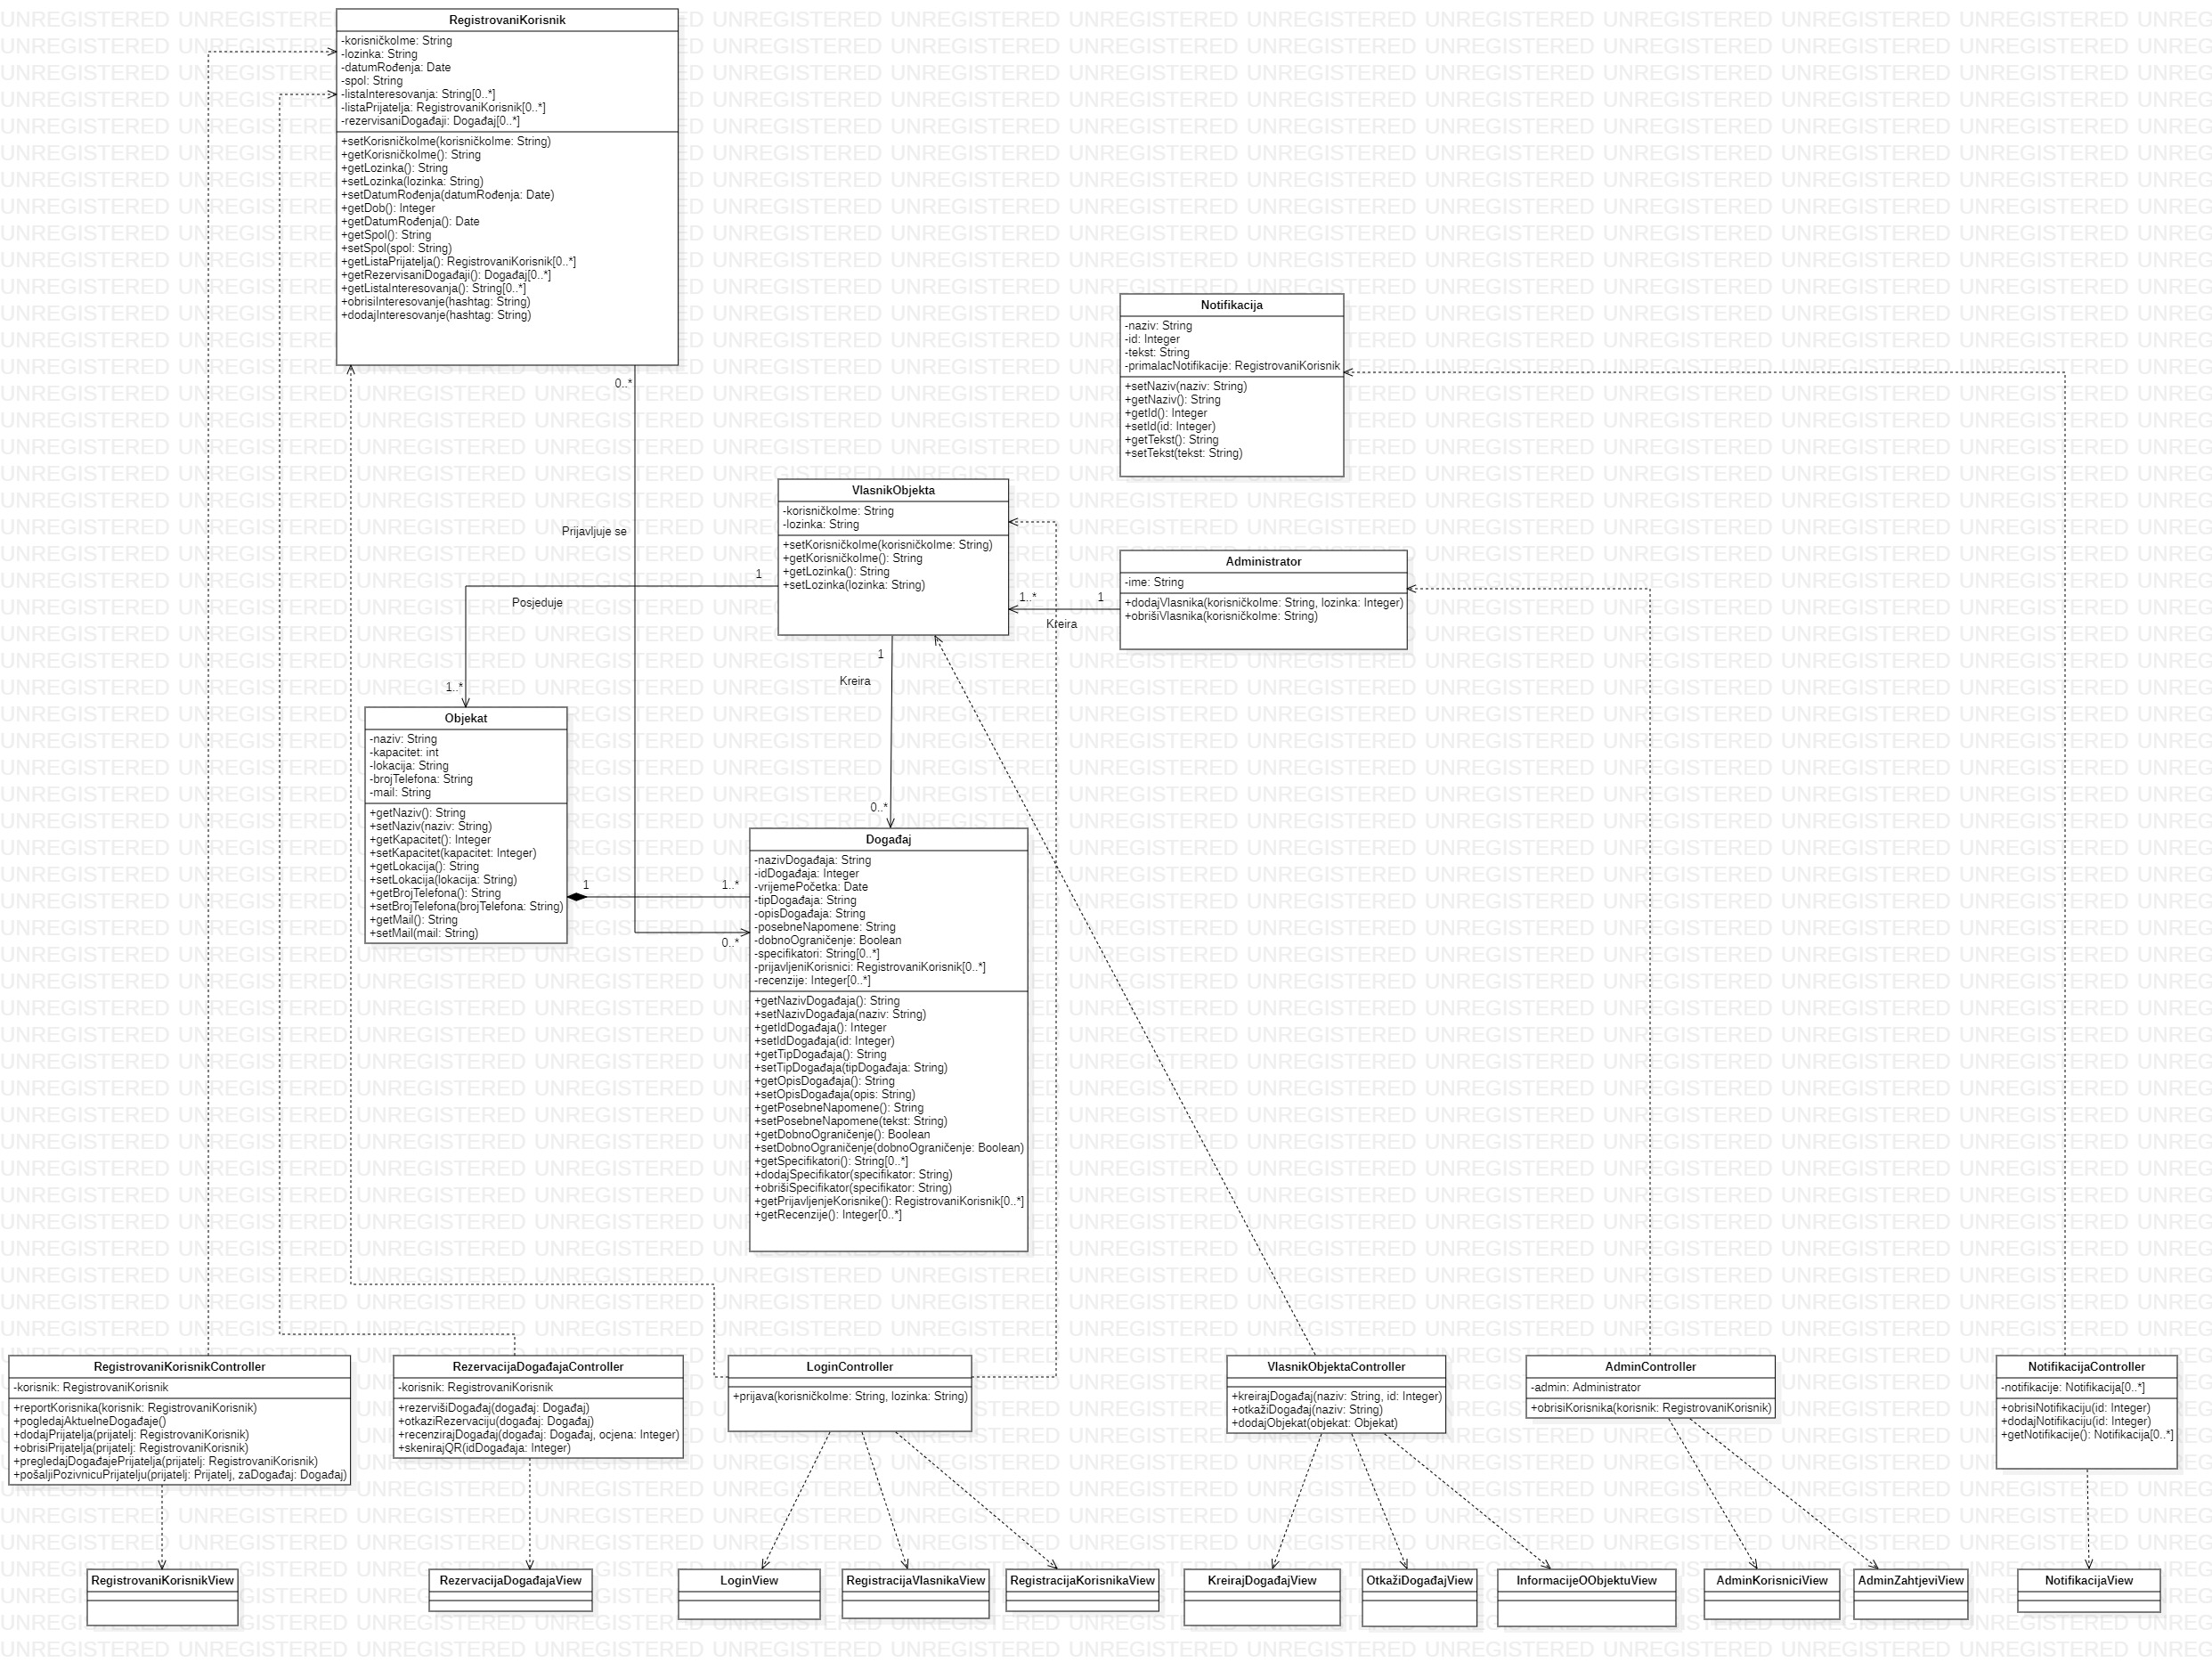 RegistrovaniKorisnik
-korisničkoIme: String
-lozinka: String
-datumRođenja: Date
-spol: String
-listaInteresovanja: String[0..*]
-listaPrijatelja: RegistrovaniKorisnik[0..*]
-rezervisaniDogađaji: Događaj[0..*]
+setKorisničkoIme(korisničkoIme: String)
+getKorisničkoIme(): String
+getLozinka(): String
+setLozinka(lozinka: String)
+setDatumRođenja(datumRođenja: Date)
+getDob(): Integer
+getDatumRođenja(): Date
+getSpol(): String
+setSpol(spol: String)
+getListaPrijatelja(): RegistrovaniKorisnik[0..*]
+getRezervisaniDogađaji(): Događaj[0..*]
+getListaInteresovanja(): String[0..*]
+obrisiInteresovanje(hashtag: String)
+dodajInteresovanje(hashtag: String)
0..*
Prijavljuje se
0..*
Notifikacija
-naziv: String
-id: Integer
-tekst: String
-primalacNotifikacije: RegistrovaniKorisnik
+setNaziv(naziv: String)
+getNaziv(): String
+getId(): Integer
+setId(id: Integer)
+getTekst(): String
+setTekst(tekst: String)
VlasnikObjekta
-korisničkoIme: String
-lozinka: String
+setKorisničkoIme(korisničkoIme: String)
+getKorisničkoIme(): String
+getLozinka(): String
+setLozinka(lozinka: String)
Administrator
-ime: String
+dodajVlasnika(korisničkoIme: String, lozinka: Integer)
+obrišiVlasnika(korisničkoIme: String)
1..*
1
Kreira
1
Posjeduje
1..*
1
Kreira
0..*
Objekat
-naziv: String
-kapacitet: int
-lokacija: String
-brojTelefona: String
-mail: String
+getNaziv(): String
+setNaziv(naziv: String)
+getKapacitet(): Integer
+setKapacitet(kapacitet: Integer)
+getLokacija(): String
+setLokacija(lokacija: String)
+getBrojTelefona(): String
+setBrojTelefona(brojTelefona: String)
+getMail(): String
+setMail(mail: String)
1
1..*
Događaj
-nazivDogađaja: String
-idDogađaja: Integer
-vrijemePočetka: Date
-tipDogađaja: String
-opisDogađaja: String
-posebneNapomene: String
-dobnoOgraničenje: Boolean
-specifikatori: String[0..*]
-prijavljeniKorisnici: RegistrovaniKorisnik[0..*]
-recenzije: Integer[0..*]
+getNazivDogađaja(): String
+setNazivDogađaja(naziv: String)
+getIdDogađaja(): Integer
+setIdDogađaja(id: Integer)
+getTipDogađaja(): String
+setTipDogađaja(tipDogađaja: String)
+getOpisDogađaja(): String
+setOpisDogađaja(opis: String)
+getPosebneNapomene(): String
+setPosebneNapomene(tekst: String)
+getDobnoOgraničenje(): Boolean
+setDobnoOgraničenje(dobnoOgraničenje: Boolean)
+getSpecifikatori(): String[0..*]
+dodajSpecifikator(specifikator: String)
+obrišiSpecifikator(specifikator: String)
+getPrijavljenjeKorisnike(): RegistrovaniKorisnik[0..*]
+getRecenzije(): Integer[0..*]
RegistrovaniKorisnikController
-korisnik: RegistrovaniKorisnik
+reportKorisnika(korisnik: RegistrovaniKorisnik)
+pogledajAktuelneDogađaje()
+dodajPrijatelja(prijatelj: RegistrovaniKorisnik)
+obrisiPrijatelja(prijatelj: RegistrovaniKorisnik)
+pregledajDogađajePrijatelja(prijatelj: RegistrovaniKorisnik)
+pošaljiPozivnicuPrijatelju(prijatelj: Prijatelj, zaDogađaj: Događaj)
RezervacijaDogađajaController
-korisnik: RegistrovaniKorisnik
+rezervišiDogađaj(događaj: Događaj)
+otkaziRezervaciju(događaj: Događaj)
+recenzirajDogađaj(događaj: Događaj, ocjena: Integer)
+skenirajQR(idDogađaja: Integer)
LoginController
+prijava(korisničkoIme: String, lozinka: String)
VlasnikObjektaController
+kreirajDogađaj(naziv: String, id: Integer)
+otkažiDogađaj(naziv: String)
+dodajObjekat(objekat: Objekat)
AdminController
-admin: Administrator
+obrisiKorisnika(korisnik: RegistrovaniKorisnik)
NotifikacijaController
-notifikacije: Notifikacija[0..*]
+obrisiNotifikaciju(id: Integer)
+dodajNotifikaciju(id: Integer)
+getNotifikacije(): Notifikacija[0..*]
RegistrovaniKorisnikView
RezervacijaDogađajaView
LoginView
RegistracijaVlasnikaView
RegistracijaKorisnikaView
KreirajDogađajView
OtkažiDogađajView
InformacijeOObjektuView
AdminKorisniciView
AdminZahtjeviView
NotifikacijaView